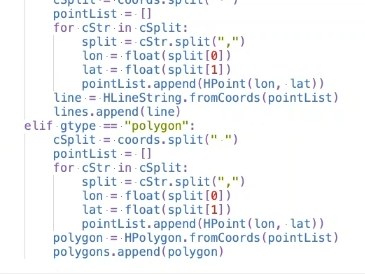 cSplit = coords.split(" ")
pointList = []
for cStr in cSplit:
split = cStr.split(",")
lon = float(split[0])
lat = float(split[1])
pointList.append(HPoint(lon, lat))
line = HLineString.fromCoords(pointList)
lines.append(line)
elif gtype == "polygon":
cSplit = coords.split(" ")
pointList = []
for cStr in cSplit:
split = cStr.split(",")
lon = float(split[0])
lat = float(split[1])
pointList.append(HPoint(lon, lat))
polygon = HPolygon.fromCoords(pointList)
polygons.append(polygon)